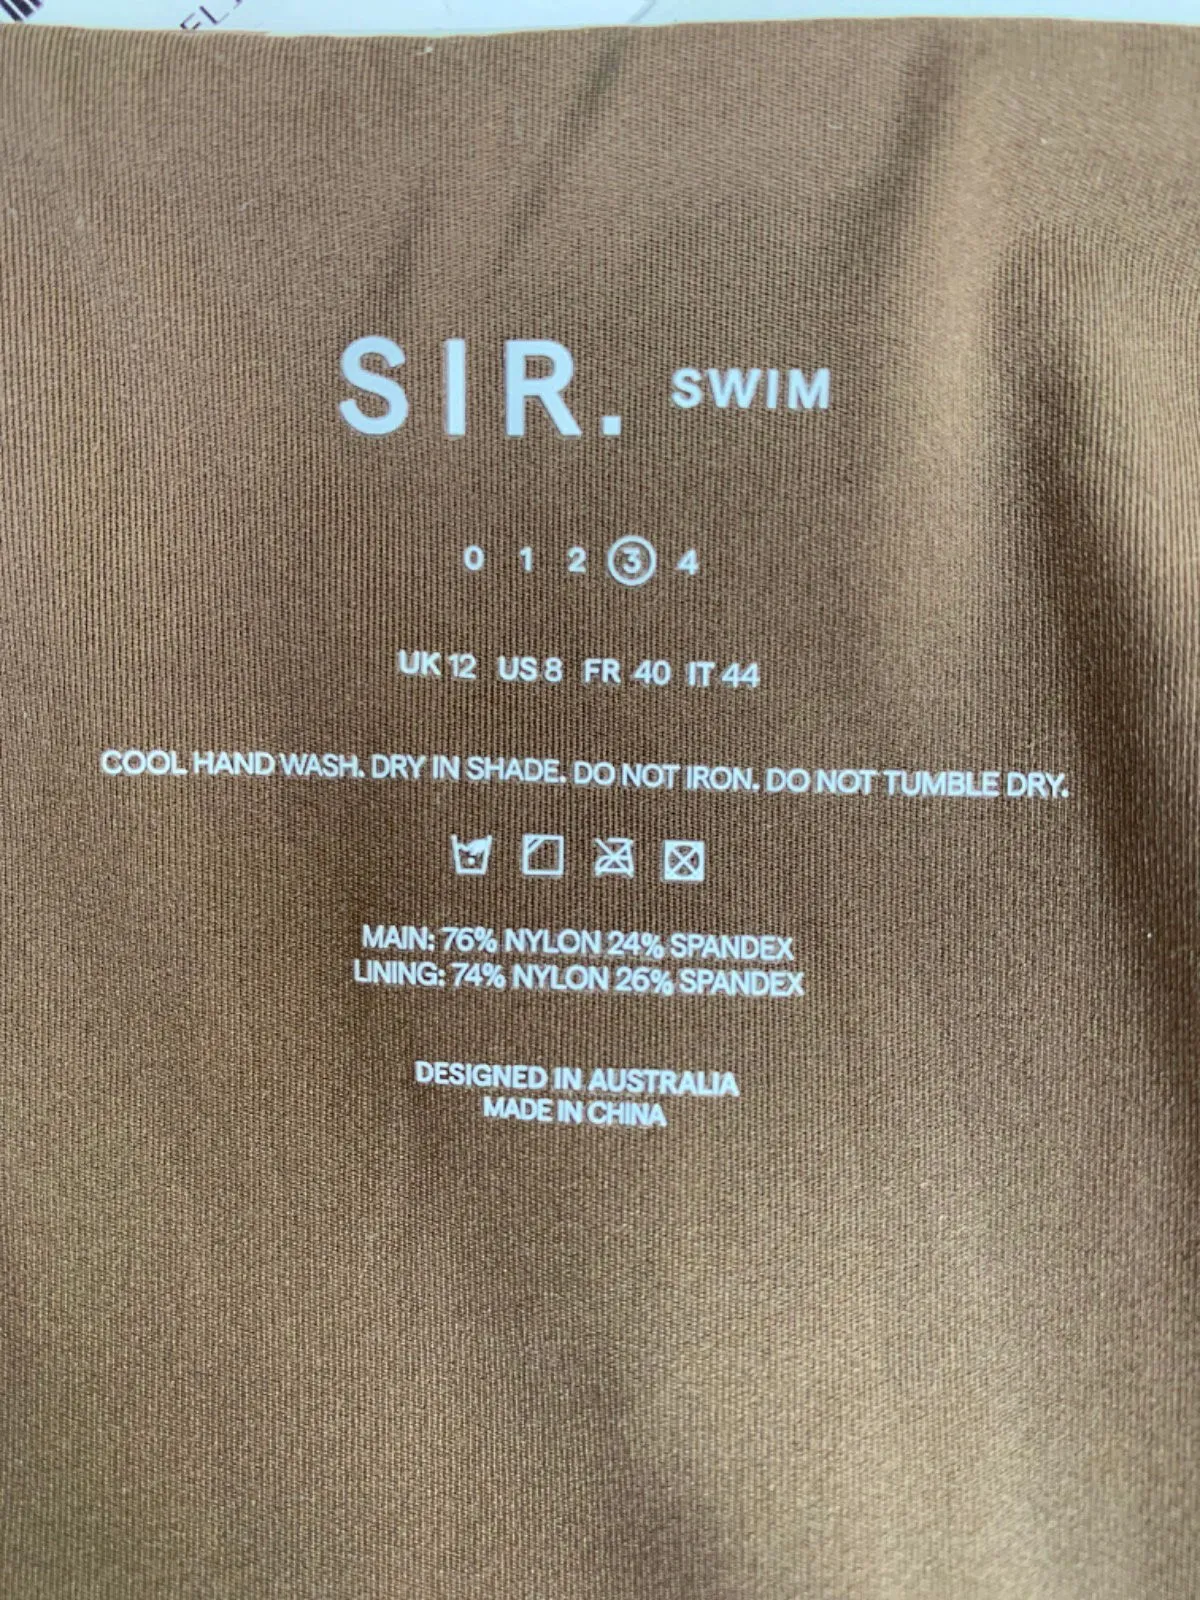 SIR. SWIM
0 1 2 3 4
UK 12 US 8 FR 40 IT 44
COOL HAND WASH. DRY IN SHADE. DO NOT IRON. DO NOT TUMBLE DRY.
MAIN: 76% NYLON 24% SPANDEX
LINING: 74% NYLON 26% SPANDEX
DESIGNED IN AUSTRALIA
MADE IN CHINA